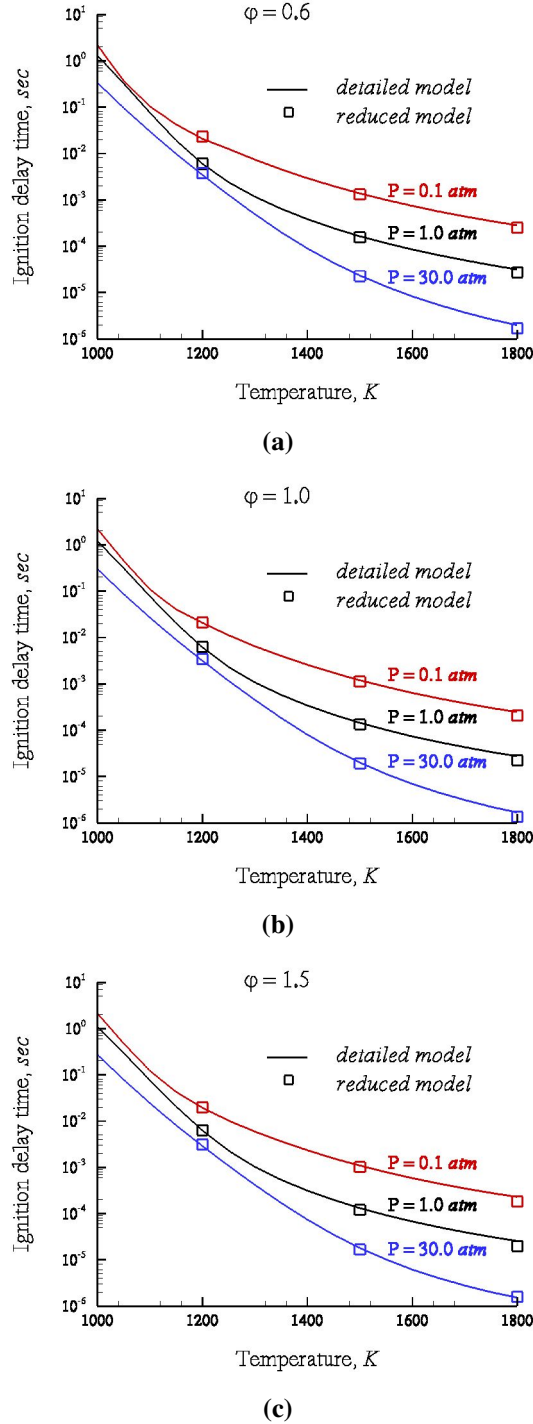 φ = 0.6
10¹
10⁰
10⁻¹
10⁻²
10⁻³
10⁻⁴
10⁻⁵
10⁻⁶
Ignition delay time, sec
detailed model
reduced model
P = 0.1 atm
P = 1.0 atm
P = 30.0 atm
1000 1200 1400 1600 1800
Temperature, K
(a)
φ = 1.0
10¹
10⁰
10⁻¹
10⁻²
10⁻³
10⁻⁴
10⁻⁵
10⁻⁶
Ignition delay time, sec
detailed model
reduced model
P = 0.1 atm
P = 1.0 atm
P = 30.0 atm
1000 1200 1400 1600 1800
Temperature, K
(b)
φ = 1.5
10¹
10⁰
10⁻¹
10⁻²
10⁻³
10⁻⁴
10⁻⁵
10⁻⁶
Ignition delay time, sec
detailed model
reduced model
P = 0.1 atm
P = 1.0 atm
P = 30.0 atm
1000 1200 1400 1600 1800
Temperature, K
(c)